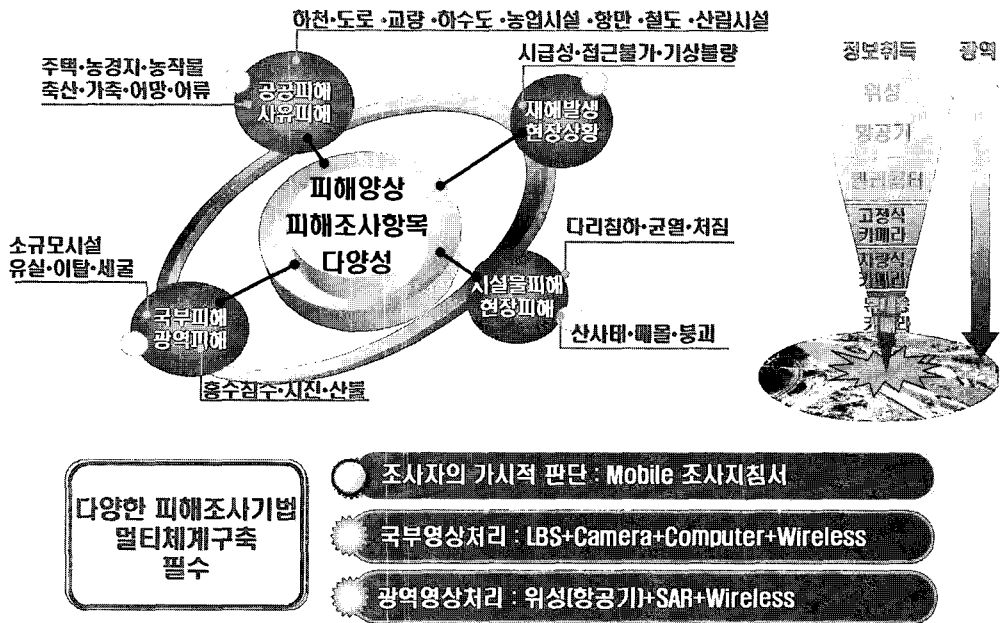 하천·도로·교량·하수도·농업시설·항만·철도·산림시설
주택·농경지·농작물
축산·가축·어망·어류
공공피해
사유피해
시급성·접근불가·기상불량
재해발생
현장상황
피해양상
피해조사항목
다양성
소규모시설
유실·이탈·세굴
국부피해
광역피해
홍수침수·지진·산불
다리침하·균열·처짐
시설물피해
현장피해
산사태·매몰·붕괴
정보취득
광역
위성
항공기
헬리콥터
고정식
카메라
차량식
카메라
다양한 피해조사기법
멀티체계구축
필수
조사자의 가시적 판단 : Mobile 조사지침서
국부영상처리 : LBS+Camera+Computer+Wireless
광역영상처리 : 위성(항공기)+SAR+Wireless